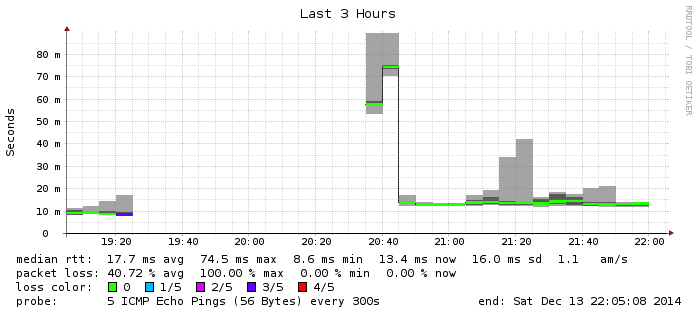 Last 3 Hours
RRDTOOL / TOBI OETIKER
Seconds
80 m
70 m
60 m
50 m
40 m
30 m
20 m
10 m
0
19:20 19:40 20:00 20:20 20:40 21:00 21:20 21:40 22:00
median rtt: 17.7 ms avg 74.5 ms max 8.6 ms min 13.4 ms now 16.0 ms sd 1.1 am/s
packet loss: 40.72 % avg 100.00 % max 0.00 % min 0.00 % now
loss color: 0 1/5 2/5 3/5 4/5
probe: 5 ICMP Echo Pings (56 Bytes) every 300s end: Sat Dec 13 22:05:08 2014